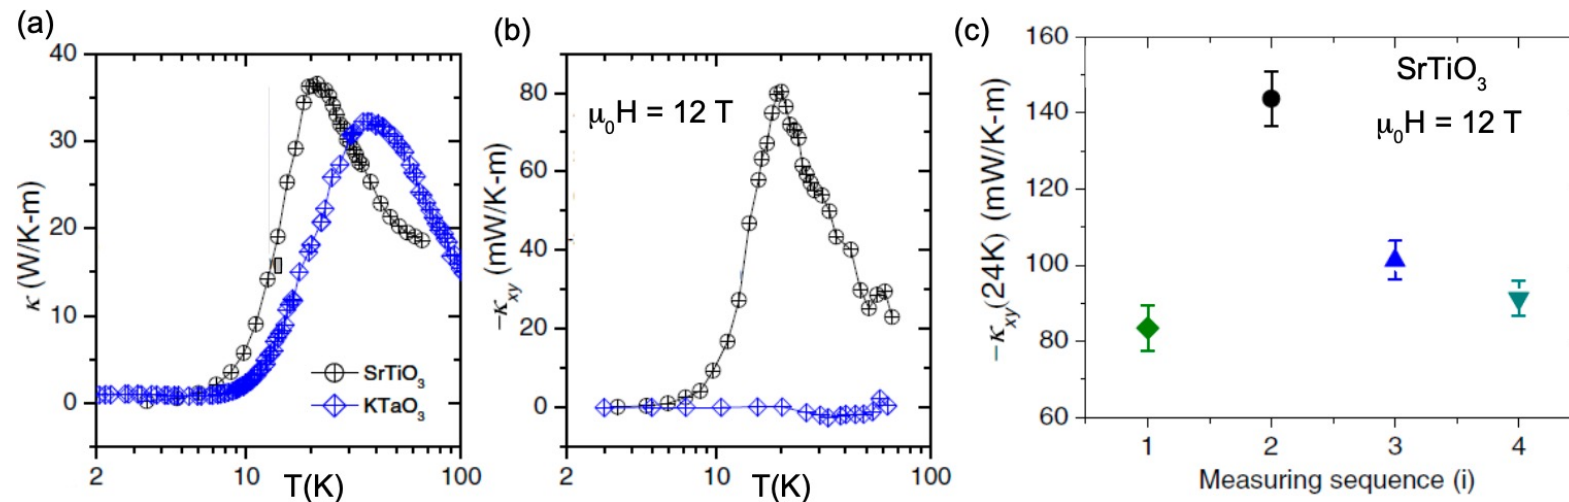 (a)
40
30
20
10
0
κ (W/K-m)
SrTiO₃
KTaO₃
2
10
100
T(K)
(b)
μ₀H = 12 T
80
60
40
20
0
−κxy (mW/K-m)
2
10
100
T(K)
(c)
160
140
120
100
80
60
−κxy(24K) (mW/K-m)
SrTiO₃
μ₀H = 12 T
1
2
3
4
Measuring sequence (i)